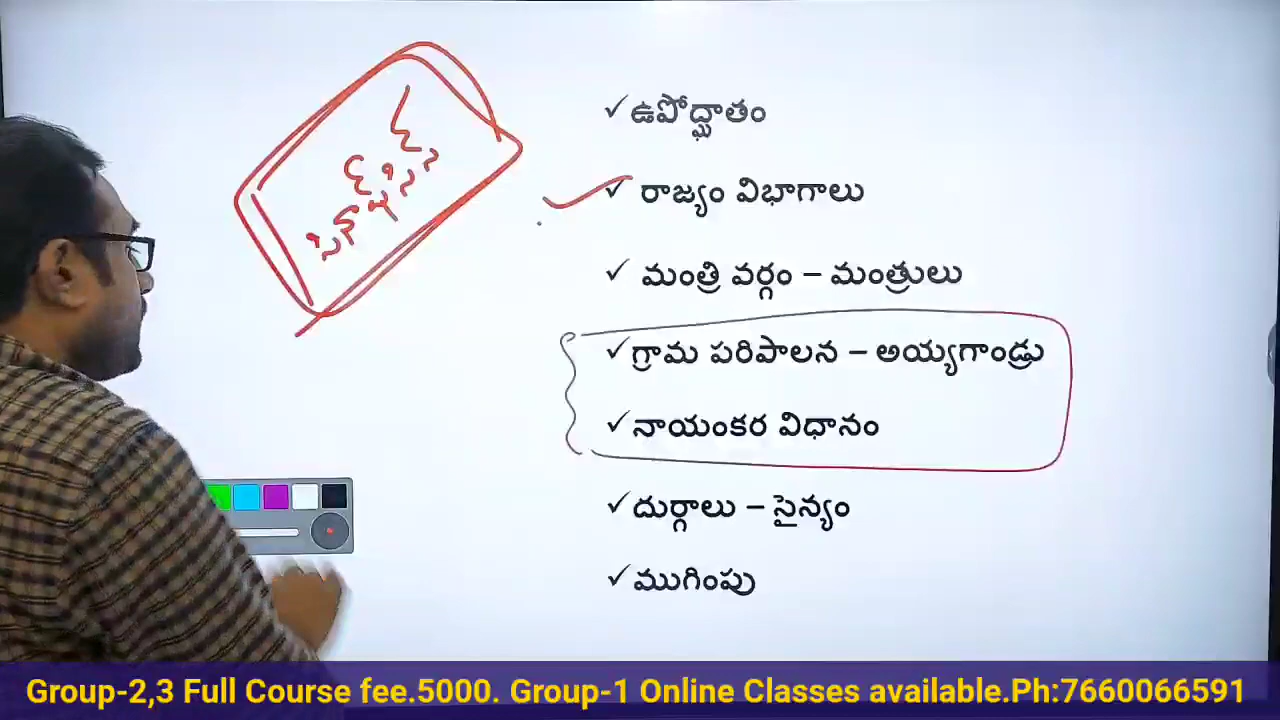 సినాప్సిస్
✓ఉపోద్ఘాతం
✓ రాజ్యం విభాగాలు
✓ మంత్రి వర్గం – మంత్రులు
✓గ్రామ పరిపాలన – అయ్యగాండ్రు
✓నాయంకర విధానం
✓దుర్గాలు – సైన్యం
✓ముగింపు
Group-2,3 Full Course fee.5000. Group-1 Online Classes available.Ph:7660066591